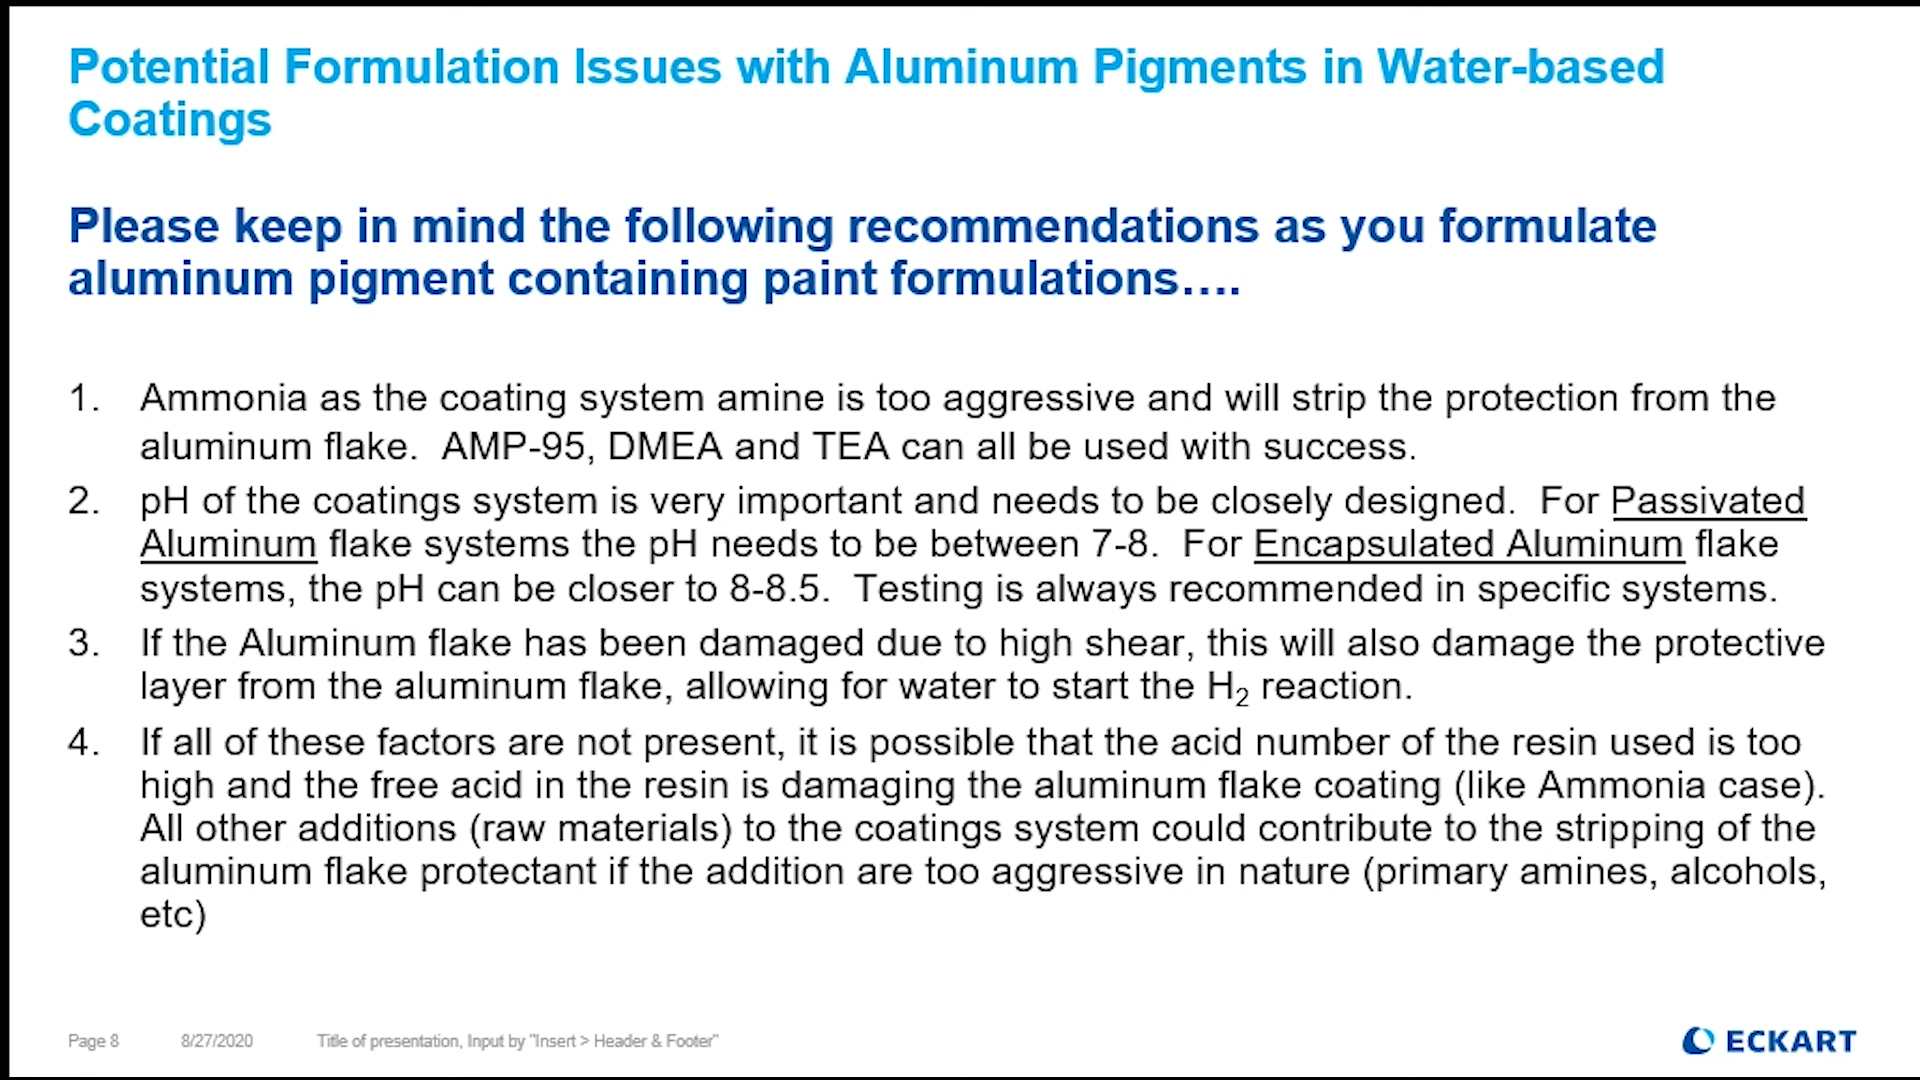 Potential Formulation Issues with Aluminum Pigments in Water-based
Coatings
Please keep in mind the following recommendations as you formulate
aluminum pigment containing paint formulations....
1. Ammonia as the coating system amine is too aggressive and will strip the protection from the
aluminum flake. AMP-95, DMEA and TEA can all be used with success.
2. pH of the coatings system is very important and needs to be closely designed. For Passivated
Aluminum flake systems the pH needs to be between 7-8. For Encapsulated Aluminum flake
systems, the pH can be closer to 8-8.5. Testing is always recommended in specific systems.
3. If the Aluminum flake has been damaged due to high shear, this will also damage the protective
layer from the aluminum flake, allowing for water to start the H₂ reaction.
4. If all of these factors are not present, it is possible that the acid number of the resin used is too
high and the free acid in the resin is damaging the aluminum flake coating (like Ammonia case).
All other additions (raw materials) to the coatings system could contribute to the stripping of the
aluminum flake protectant if the addition are too aggressive in nature (primary amines, alcohols,
etc)
Page 8 8/27/2020 Title of presentation, Input by "Insert > Header & Footer"
ECKART